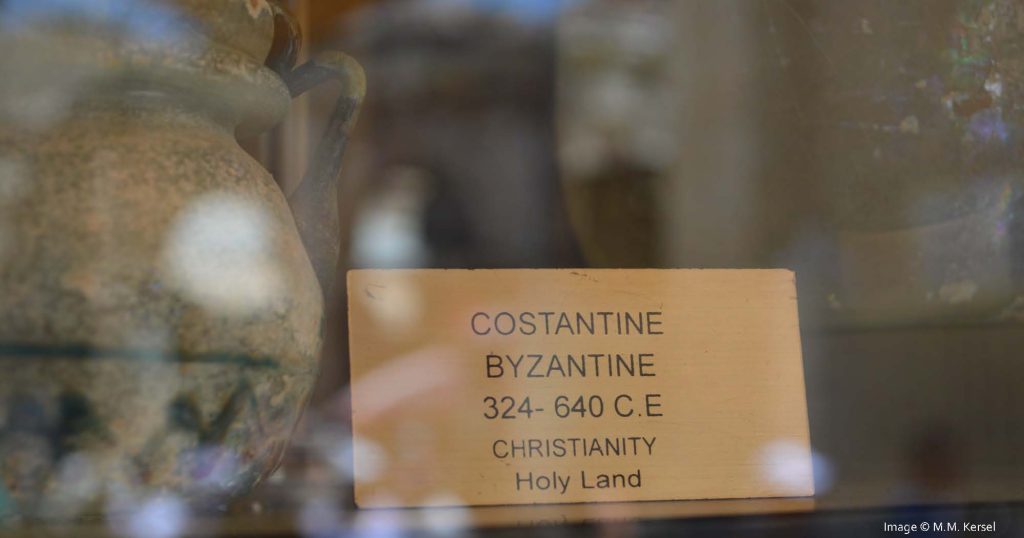 COSTANTINE
BYZANTINE
324- 640 C.E
CHRISTIANITY
Holy Land
Image © M.M. Kersel